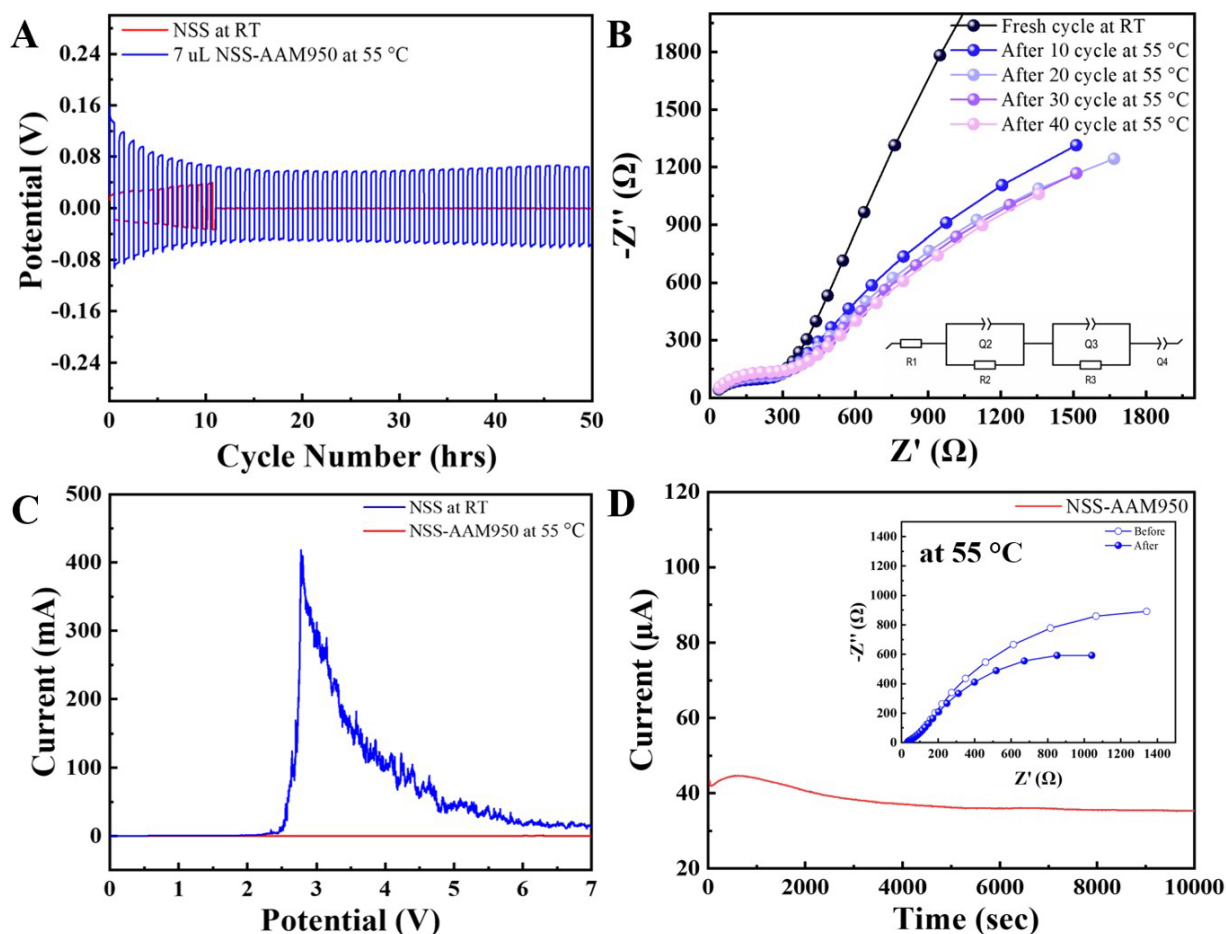 A
NSS at RT
7 uL NSS-AAM950 at 55 °C
Potential (V)
0.24
0.16
0.08
0.00
-0.08
-0.16
-0.24
0 10 20 30 40 50
Cycle Number (hrs)
B
Fresh cycle at RT
After 10 cycle at 55 °C
After 20 cycle at 55 °C
After 30 cycle at 55 °C
After 40 cycle at 55 °C
-Z'' (Ω)
1800
1500
1200
900
600
300
0
R1
Q2
R2
Q3
R3
Q4
0 300 600 900 1200 1500 1800
Z' (Ω)
C
NSS at RT
NSS-AAM950 at 55 °C
Current (mA)
500
400
300
200
100
0
0 1 2 3 4 5 6 7
Potential (V)
D
NSS-AAM950
Current (µA)
120
100
80
60
40
20
at 55 °C
Before
After
-Z'' (Ω)
1400
1200
1000
800
600
400
200
0
0 200 400 600 800 1000 1200 1400
Z' (Ω)
0 2000 4000 6000 8000 10000
Time (sec)